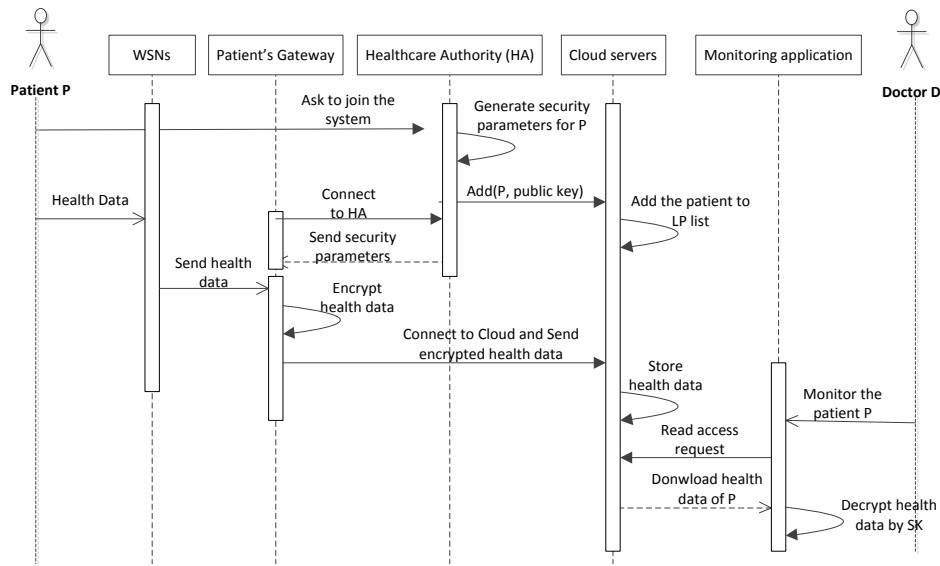 WSNs
Patient's Gateway
Healthcare Authority (HA)
Cloud servers
Monitoring application
Patient P
Doctor D
Ask to join the
system
Generate security
parameters for P
Health Data
Connect
to HA
Add(P, public key)
Add the patient to
LP list
Send security
parameters
Send health
data
Encrypt
health data
Connect to Cloud and Send
encrypted health data
Store
health data
Monitor the
patient P
Read access
request
Donwload health
data of P
Decrypt health
data by SK